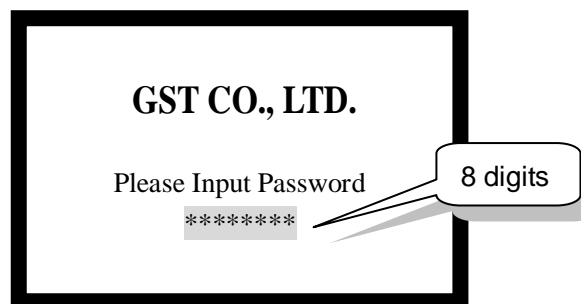 GST CO., LTD.
Please Input Password
********
8 digits